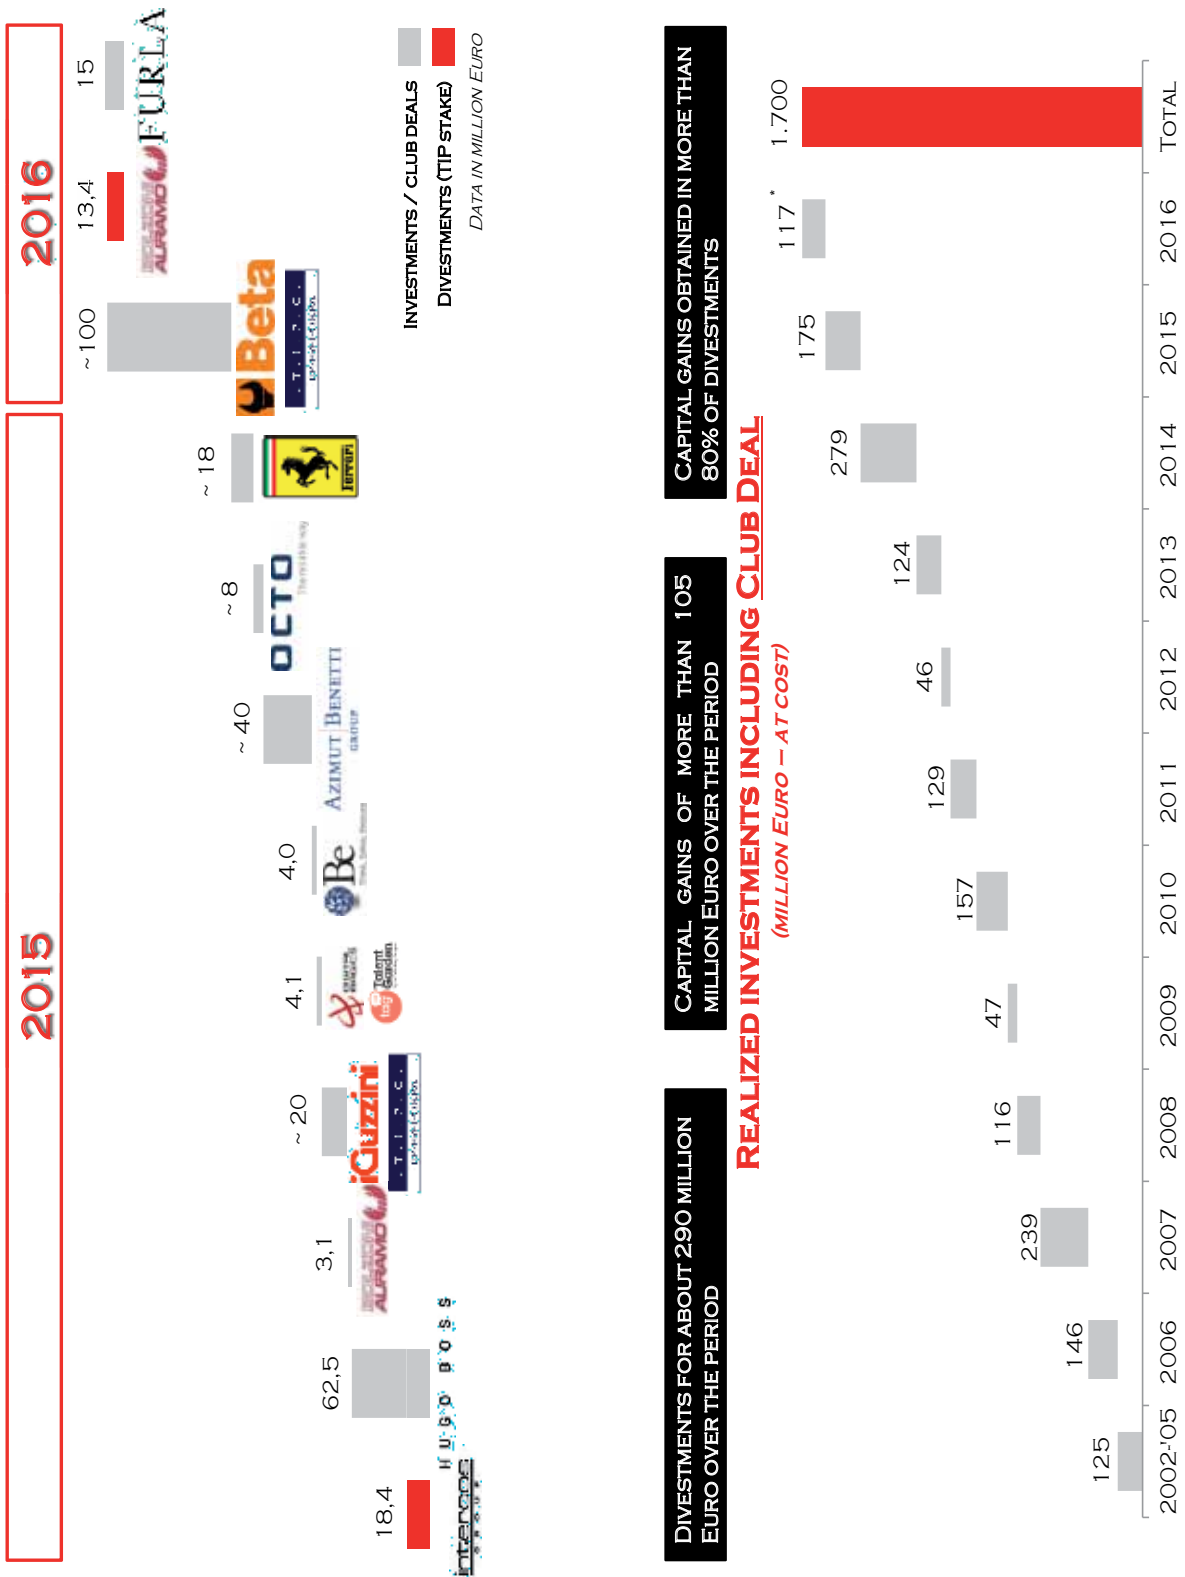 2015
2016
18,4
62,5
3,1
~ 20
4,1
4,0
~ 40
~ 8
~ 18
~100
13,4
15
intercos
GROUP
HUGO BOSS
AURAMO
iGuzzini
T.I.P.O.
Talent
Garden
tag
Be
AZIMUT BENETTI
GROUP
OCTO
Ferrari
Beta
T.I.P.O.
AURAMO
FURLA
INVESTMENTS / CLUB DEALS
DIVESTMENTS (TIP STAKE)
DATA IN MILLION EURO
DIVESTMENTS FOR ABOUT 290 MILLION
EURO OVER THE PERIOD
CAPITAL GAINS OF MORE THAN 105
MILLION EURO OVER THE PERIOD
CAPITAL GAINS OBTAINED IN MORE THAN
80% OF DIVESTMENTS
REALIZED INVESTMENTS INCLUDING CLUB DEAL
(MILLION EURO – AT COST)
125
146
239
116
47
157
129
46
124
279
175
117 *
1.700
2002-'05
2006
2007
2008
2009
2010
2011
2012
2013
2014
2015
2016
TOTAL